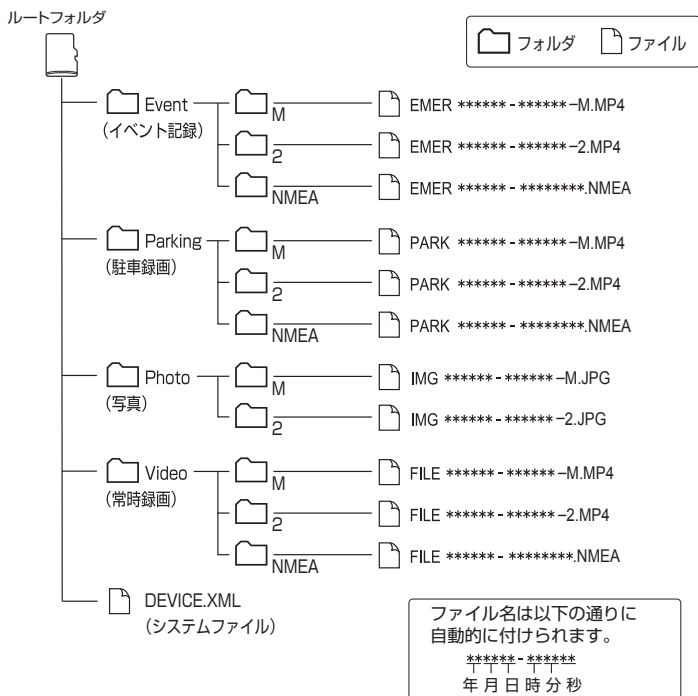 ルートフォルダ
フォルダ ファイル
Event M EMER ****** - ******–M.MP4
(イベント記録)
2 EMER ****** - ******–2.MP4
NMEA EMER ****** - ********.NMEA
Parking M PARK ****** - ******–M.MP4
(駐車録画)
2 PARK ****** - ******–2.MP4
NMEA PARK ****** - ********.NMEA
Photo M IMG ****** - ******–M.JPG
(写真)
2 IMG ****** - ******–2.JPG
Video M FILE ****** - ******–M.MP4
(常時録画)
2 FILE ****** - ******–2.MP4
NMEA FILE ****** - ********.NMEA
DEVICE.XML
(システムファイル)
ファイル名は以下の通りに
自動的に付けられます。
****** - ******
年月日時分秒